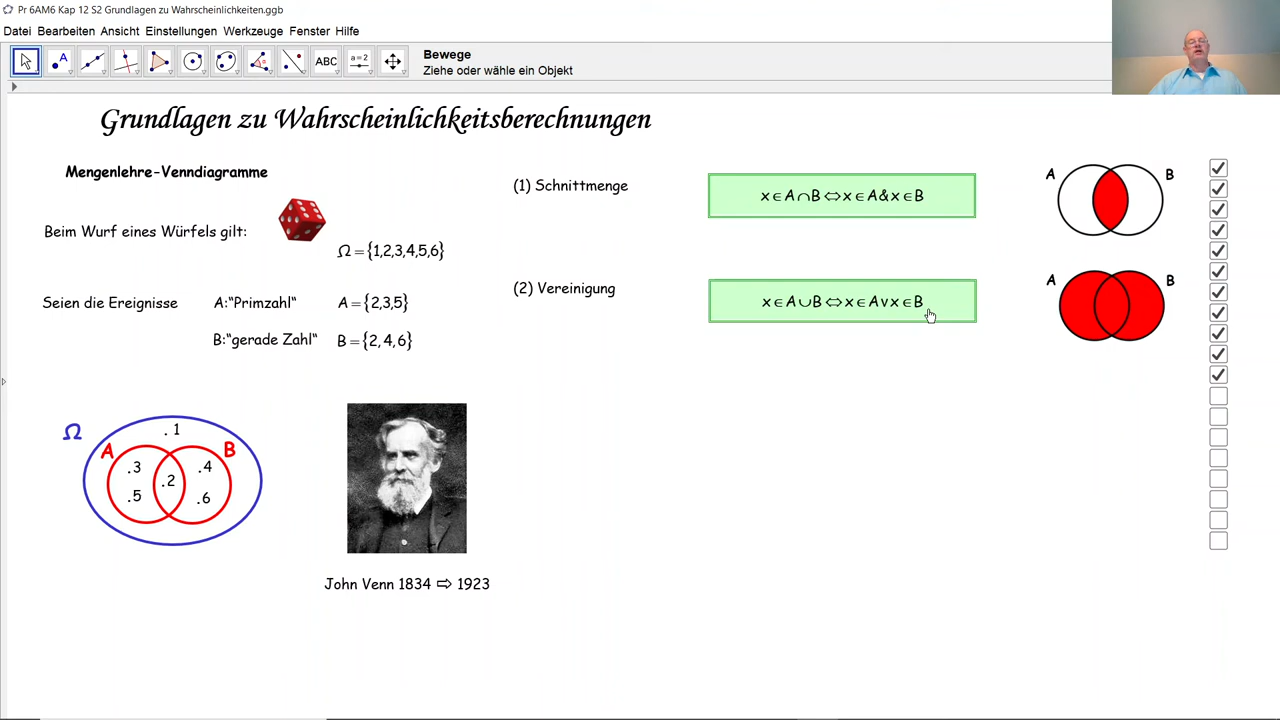 Pr 6AM6 Kap 12 S2 Grundlagen zu Wahrscheinlichkeiten.ggb
Datei Bearbeiten Ansicht Einstellungen Werkzeuge Fenster Hilfe
A
ABC
a=2
Bewege
Ziehe oder wähle ein Objekt
Grundlagen zu Wahrscheinlichkeitsberechnungen
Mengenlehre-Venndiagramme
Beim Wurf eines Würfels gilt:
Ω={1,2,3,4,5,6}
Seien die Ereignisse A:“Primzahl“ A={2,3,5}
B:“gerade Zahl“ B={2,4,6}
Ω
A
B
.1
.3
.5
.2
.4
.6
John Venn 1834 ⇨ 1923
(1) Schnittmenge
x∈A∩B⇔x∈A&x∈B
A
B
(2) Vereinigung
x∈A∪B⇔x∈Avx∈B
A
B